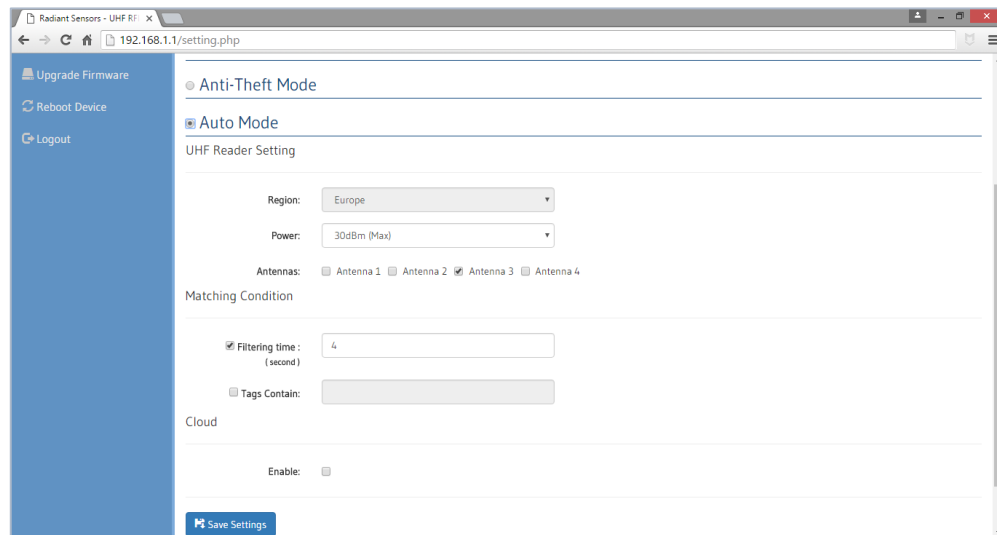 Radiant Sensors - UHF RF
192.168.1.1/setting.php
Upgrade Firmware
Reboot Device
Logout
Anti-Theft Mode
Auto Mode
UHF Reader Setting
Region: Europe
Power: 30dBm (Max)
Antennas: Antenna 1 Antenna 2 Antenna 3 Antenna 4
Matching Condition
Filtering time : 4
( second )
Tags Contain:
Cloud
Enable:
Save Settings